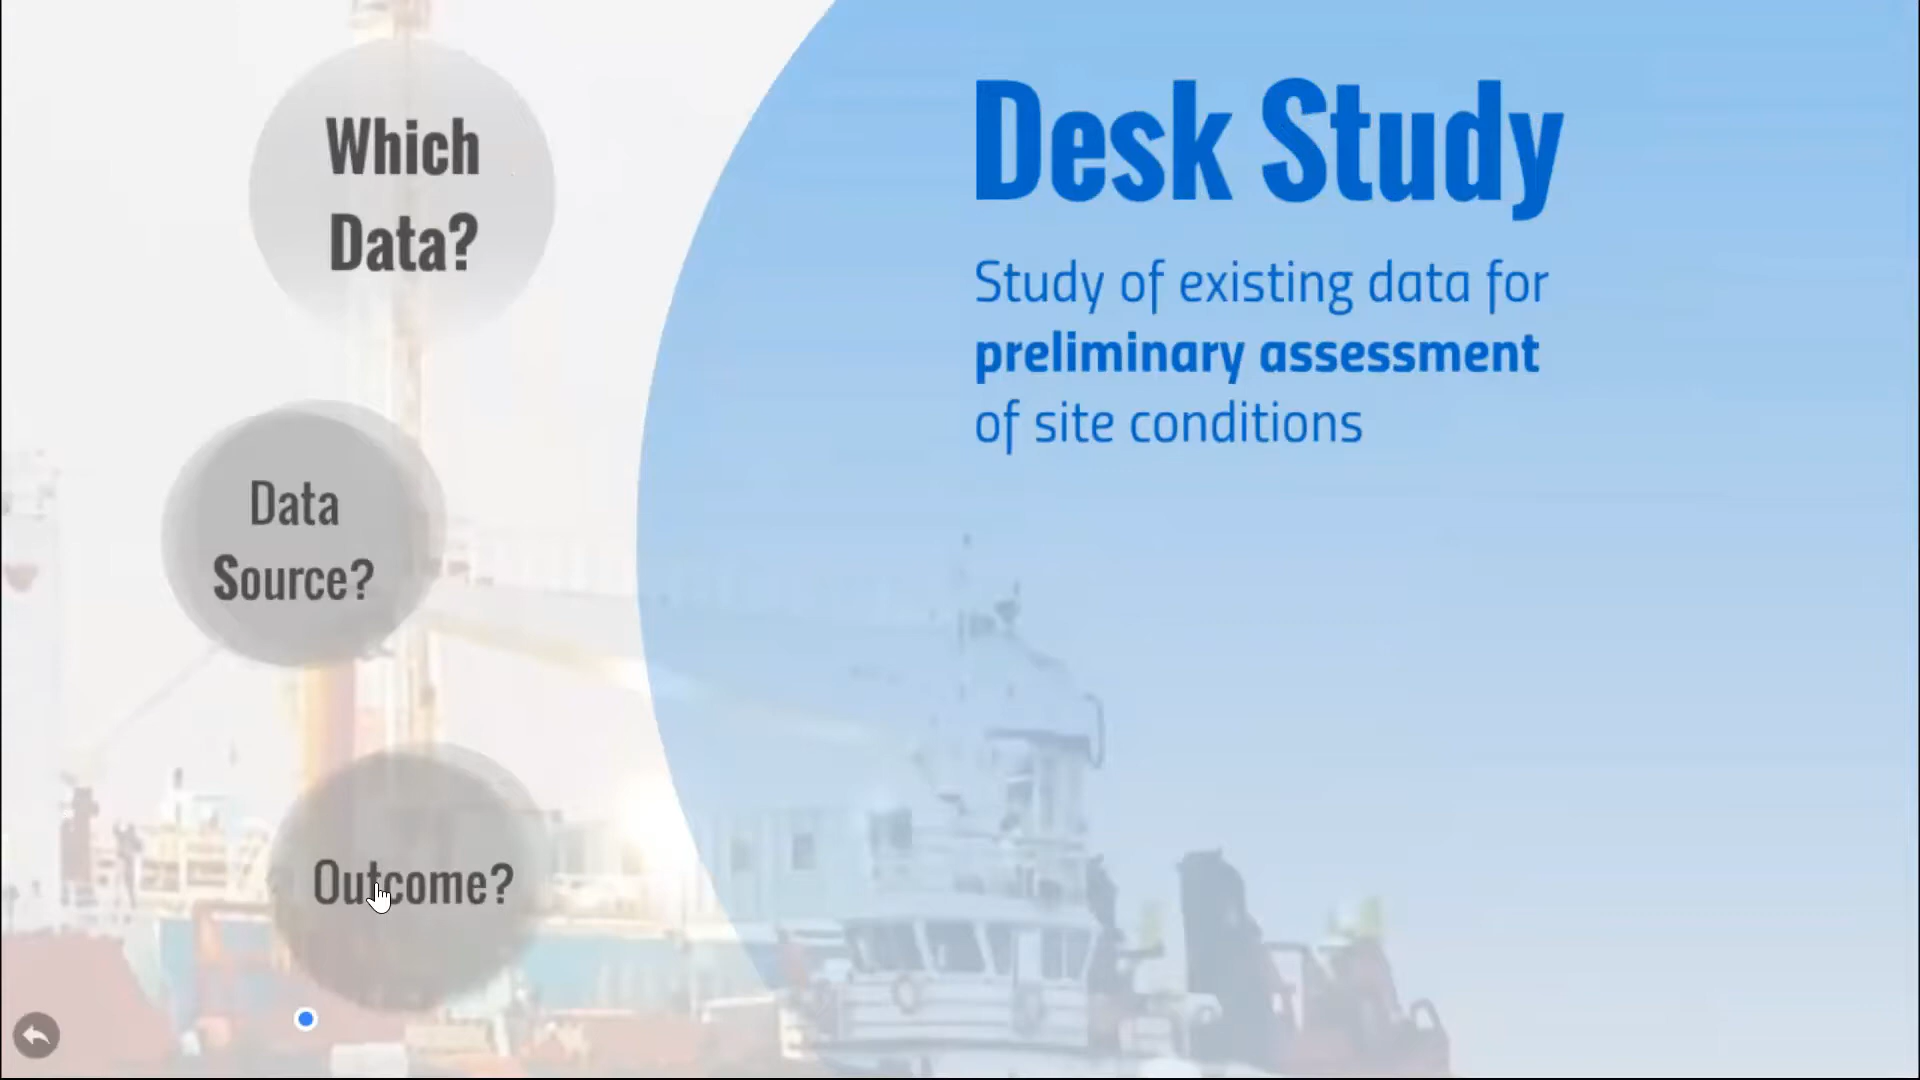 Which
Data?
Data
Source?
Outcome?
Desk Study
Study of existing data for
preliminary assessment
of site conditions